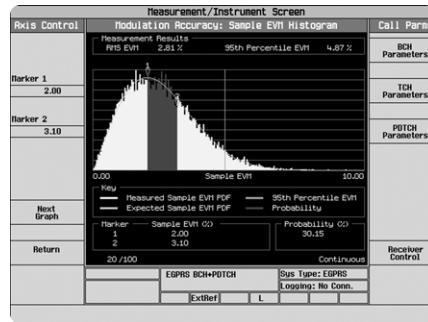 Measurement/Instrument Screen
Axis Control
Modulation Accuracy: Sample EVM Histogram
Call Parms
Measurement Results
RMS EVM 2.81 % 95th Percentile EVM 4.87 %
BCH
Parameters
Marker 1
2.00
TCH
Parameters
Marker 2
3.10
PDTCH
Parameters
0.00 Sample EVM 10.00
Key
Measured Sample EVM PDF 95th Percentile EVM
Expected Sample EVM PDF Probability
Next
Graph
Marker Sample EVM (%) Probability (%)
1 2.00 30.15
2 3.10
Return
Receiver
Control
20/100 Continuous
EGPRS BCH+PDTCH Sys Type: EGPRS
Logging: No Conn.
ExtRef L